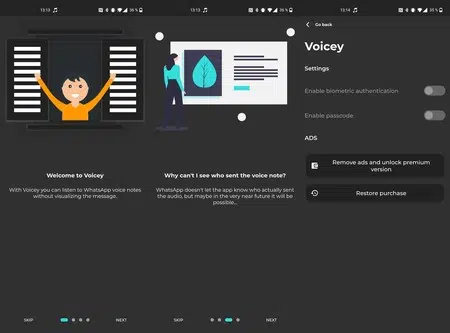 13:13
36 %
Welcome to Voicey
With Voicey you can listen to WhatsApp voice notes
without visualizing the message.
SKIP
NEXT
13:13
36 %
Why can't I see who sent the voice note?
WhatsApp doesn't let the app know who actually
sent the audio, but maybe in the very near future it will be
possible...
SKIP
NEXT
13:14
36 %
Go back
Voicey
Settings
Enable biometric authentication
Enable passcode
ADS
Remove ads and unlock premium
version
Restore purchase